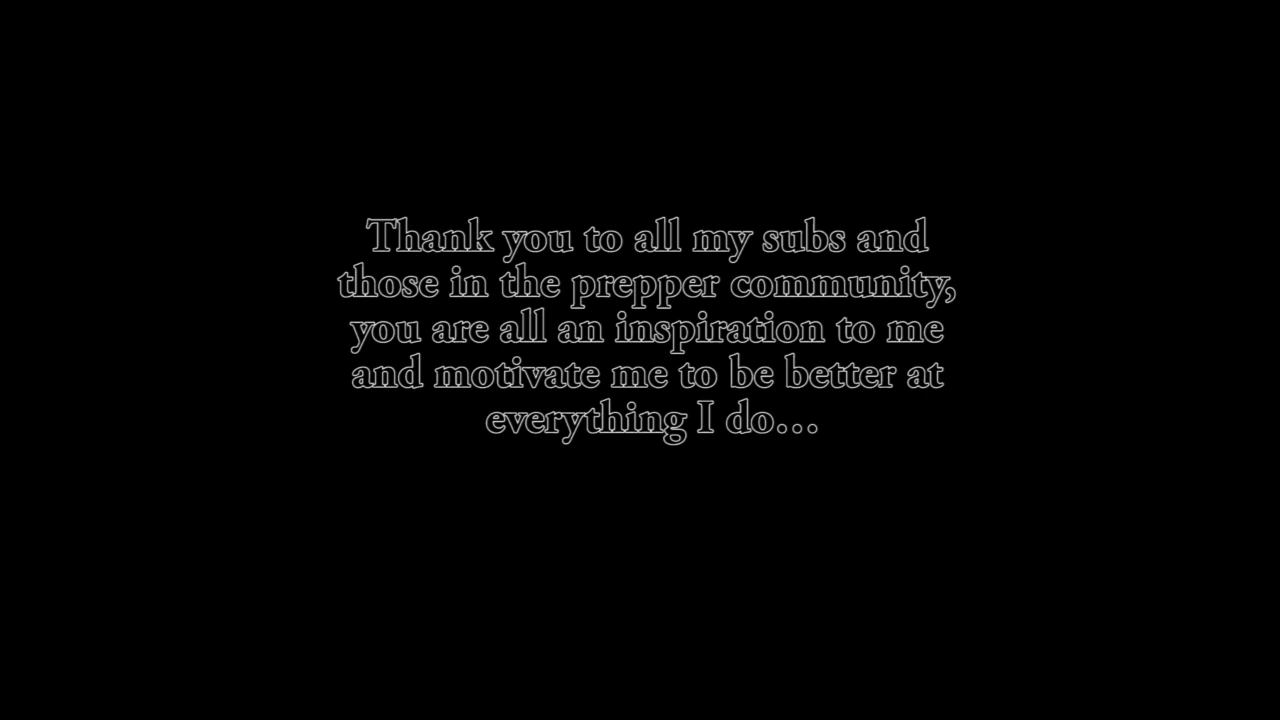 Thank you to all my subs and
those in the prepper community,
you are all an inspiration to me
and motivate me to be better at
everything I do...